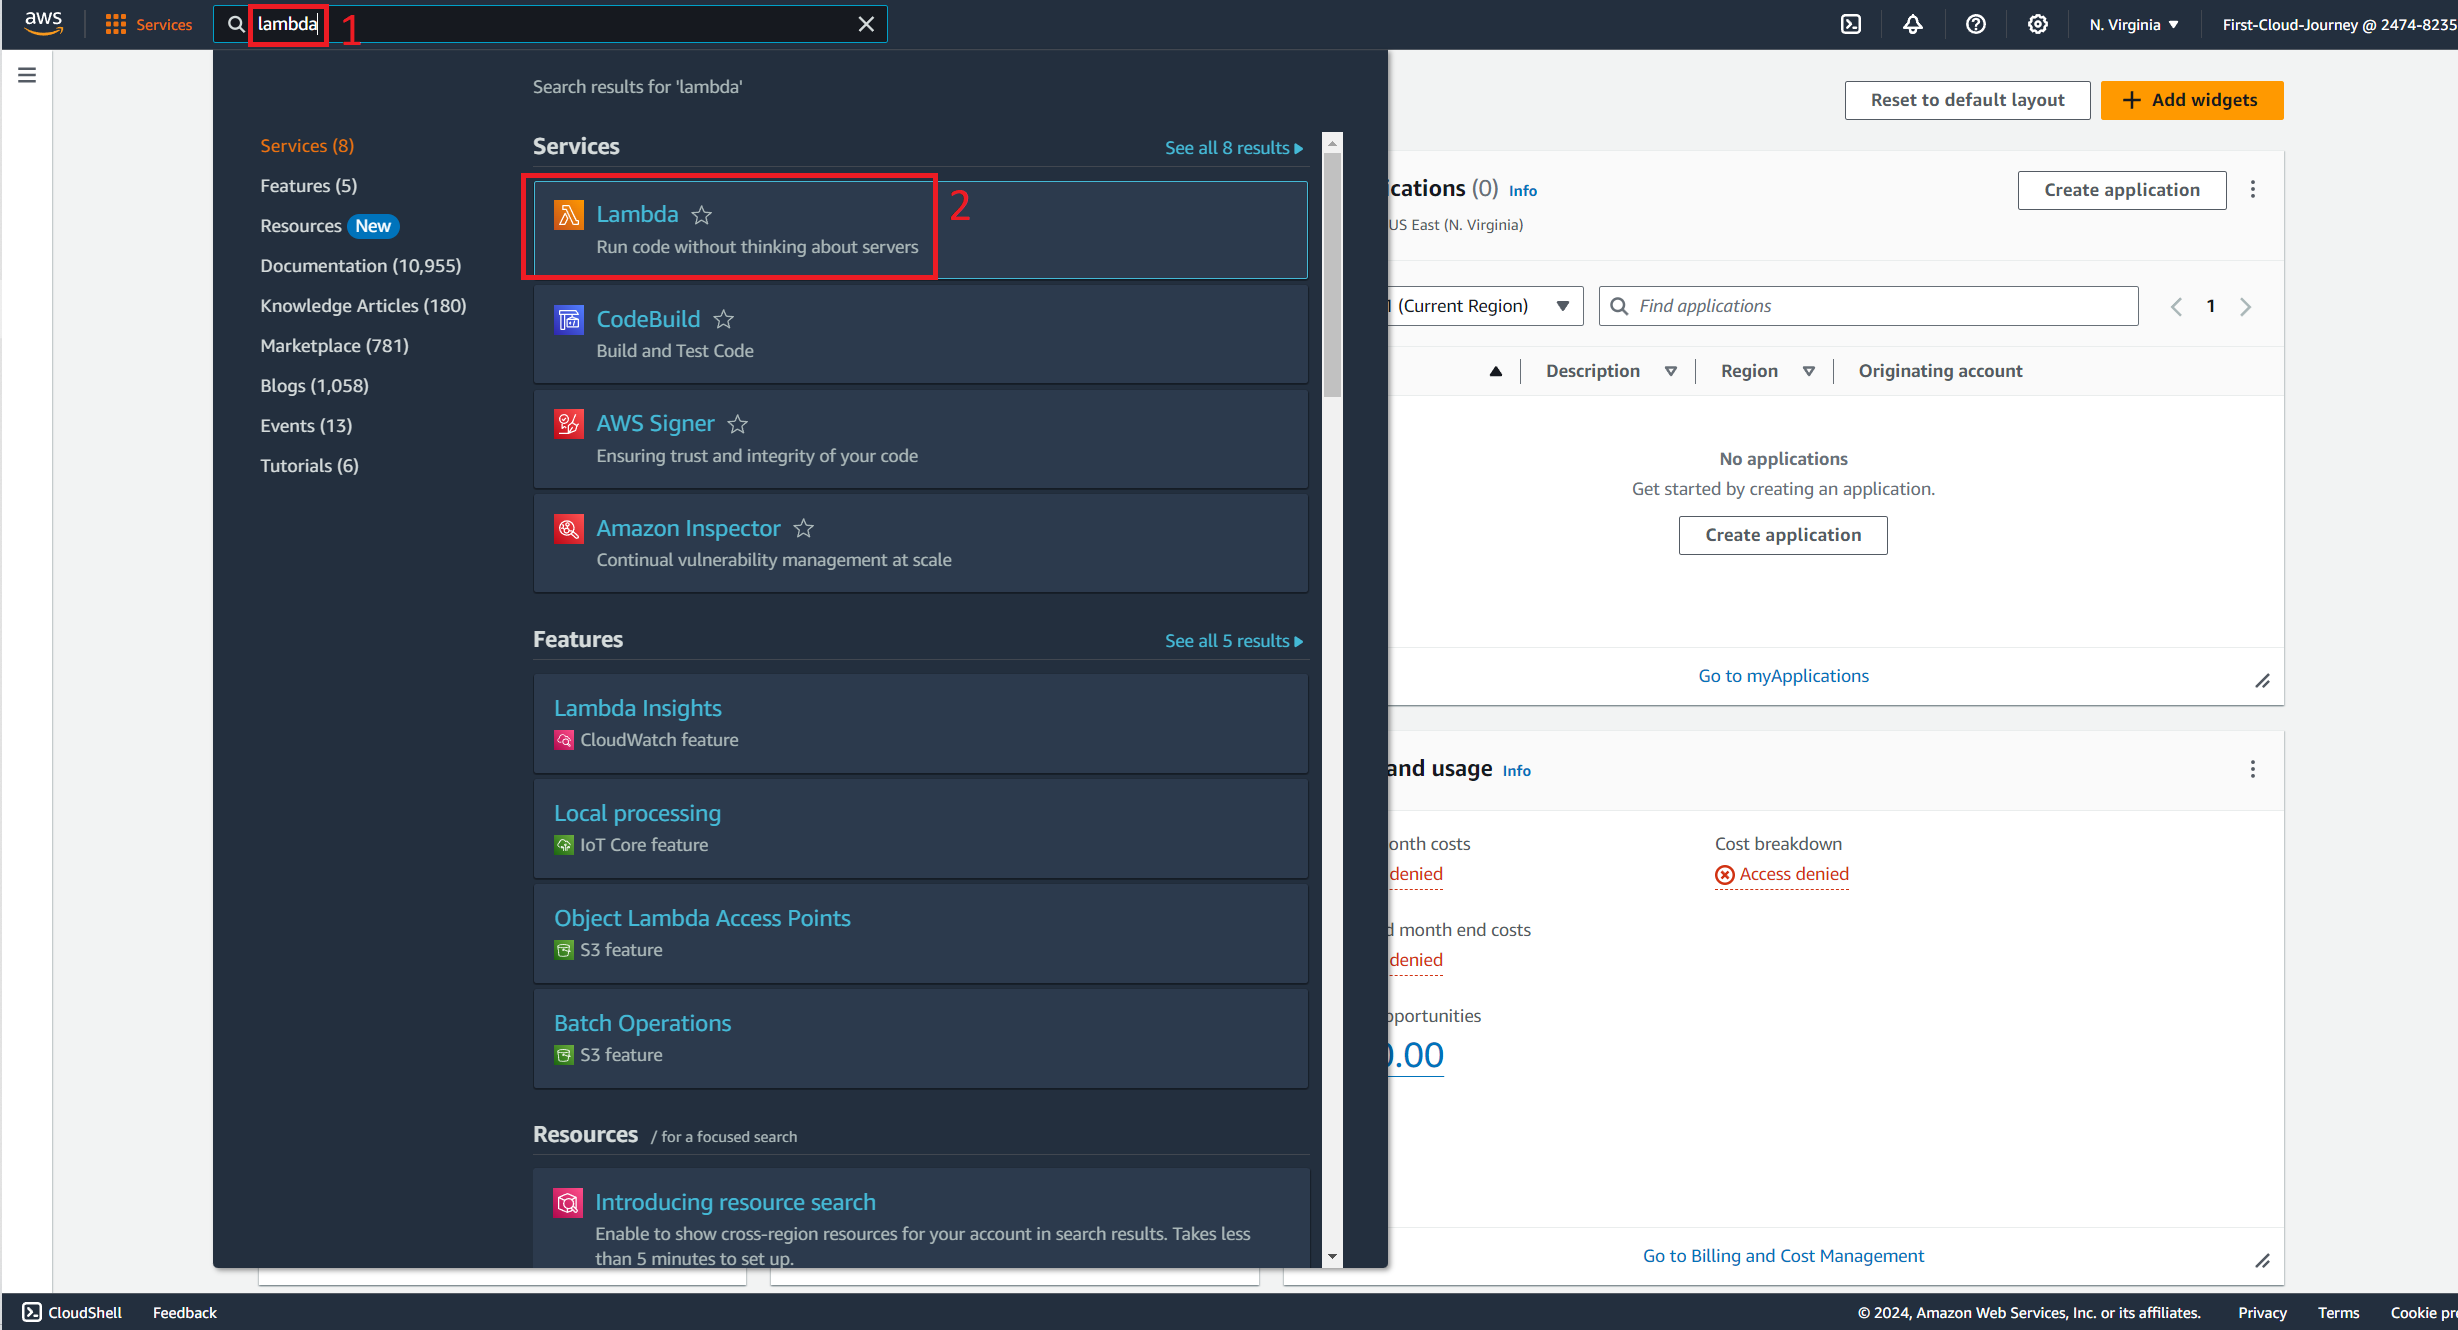 aws
Services
lambda
1
N. Virginia
First-Cloud-Journey @ 2474-8235
Search results for 'lambda'
Services (8)
Features (5)
Resources New
Documentation (10,955)
Knowledge Articles (180)
Marketplace (781)
Blogs (1,058)
Events (13)
Tutorials (6)
Services
See all 8 results
Lambda
2
Run code without thinking about servers
CodeBuild
Build and Test Code
AWS Signer
Ensuring trust and integrity of your code
Amazon Inspector
Continual vulnerability management at scale
Features
See all 5 results
Lambda Insights
CloudWatch feature
Local processing
IoT Core feature
Object Lambda Access Points
S3 feature
Batch Operations
S3 feature
Resources / for a focused search
Introducing resource search
Enable to show cross-region resources for your account in search results. Takes less
than 5 minutes to set up.
Reset to default layout
Add widgets
ications (0) Info
US East (N. Virginia)
Create application
1 (Current Region)
Find applications
1
Description
Region
Originating account
No applications
Get started by creating an application.
Create application
Go to myApplications
and usage Info
onth costs
denied
Cost breakdown
Access denied
d month end costs
denied
pportunities
0.00
Go to Billing and Cost Management
CloudShell
Feedback
© 2024, Amazon Web Services, Inc. or its affiliates.
Privacy
Terms
Cookie pr